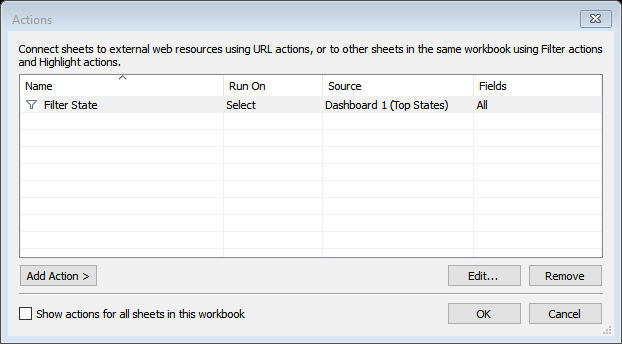 Actions
Connect sheets to external web resources using URL actions, or to other sheets in the same workbook using Filter actions
and Highlight actions.
Name Run On Source Fields
Filter State Select Dashboard 1 (Top States) All
Add Action > Edit... Remove
Show actions for all sheets in this workbook OK Cancel